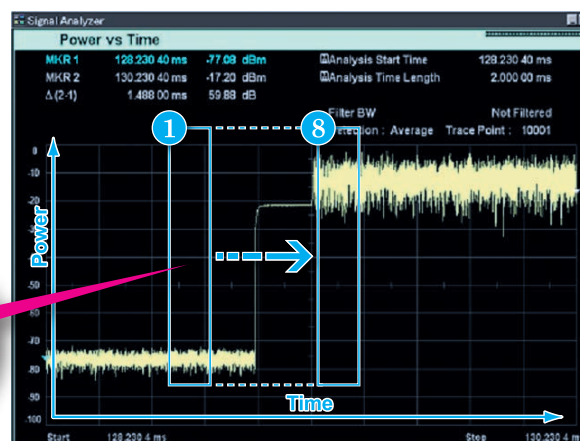 Signal Analyzer
Power vs Time
MKR 1 128.230 40 ms -77.08 dBm Analysis Start Time 128.230 40 ms
MKR 2 130.230 40 ms -17.20 dBm Analysis Time Length 2.000 00 ms
Δ(2-1) 1.488 00 ms 59.88 dB
Filter BW Not Filtered
Detection : Average Trace Point : 10001
1 8
0
-10
-20
Power
-50
-60
-70
-80
-90
-100
Time
Start 128.230 4 ms Stop 130.230 4 m